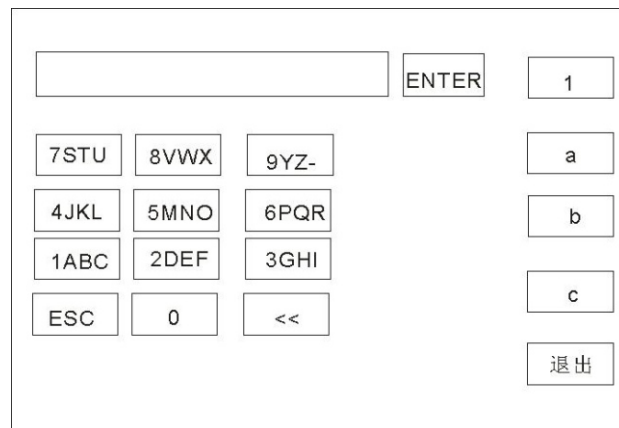 ENTER
1
7STU 8VWX 9YZ-
a
4JKL 5MNO 6PQR
b
1ABC 2DEF 3GHI
c
ESC 0 <<
退出